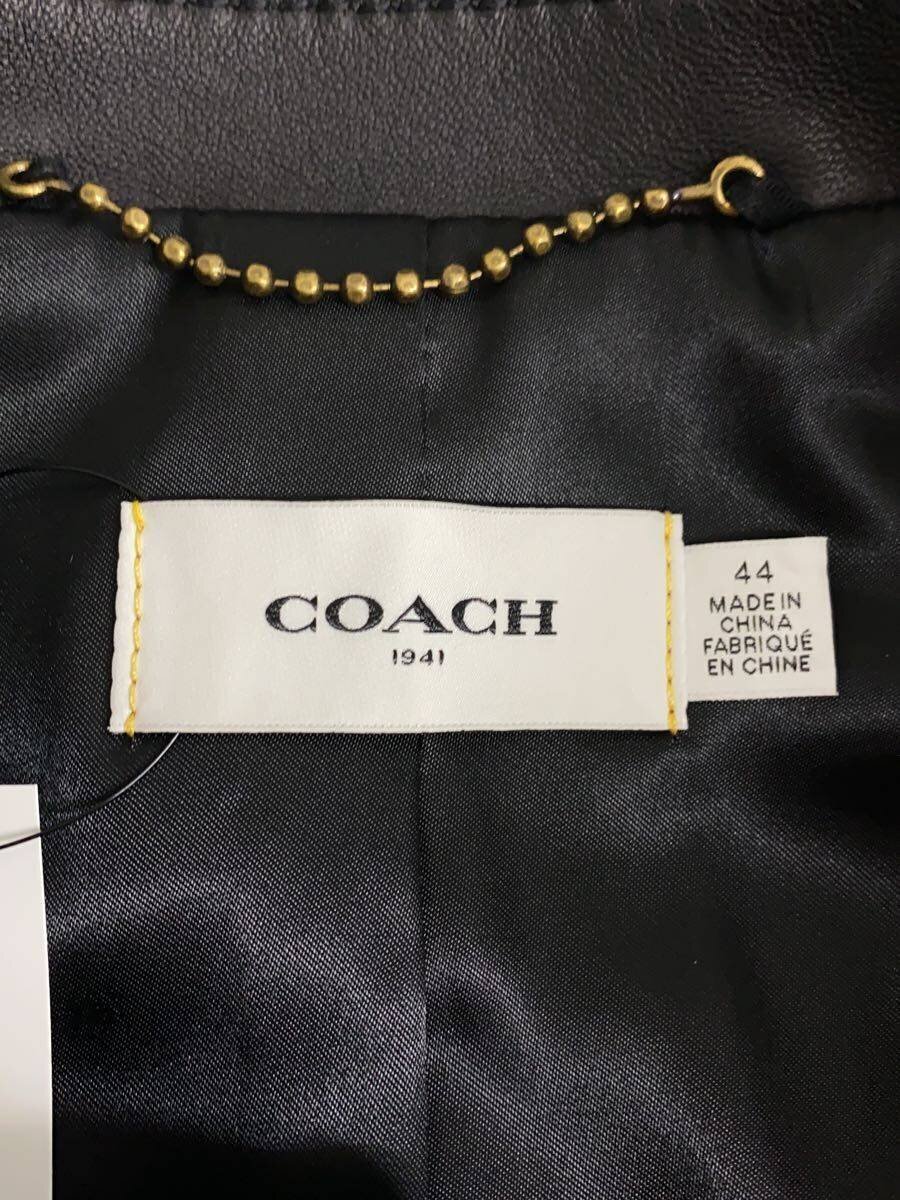 COACH
1941
44
MADE IN
CHINA
FABRIQUÉ
EN CHINE